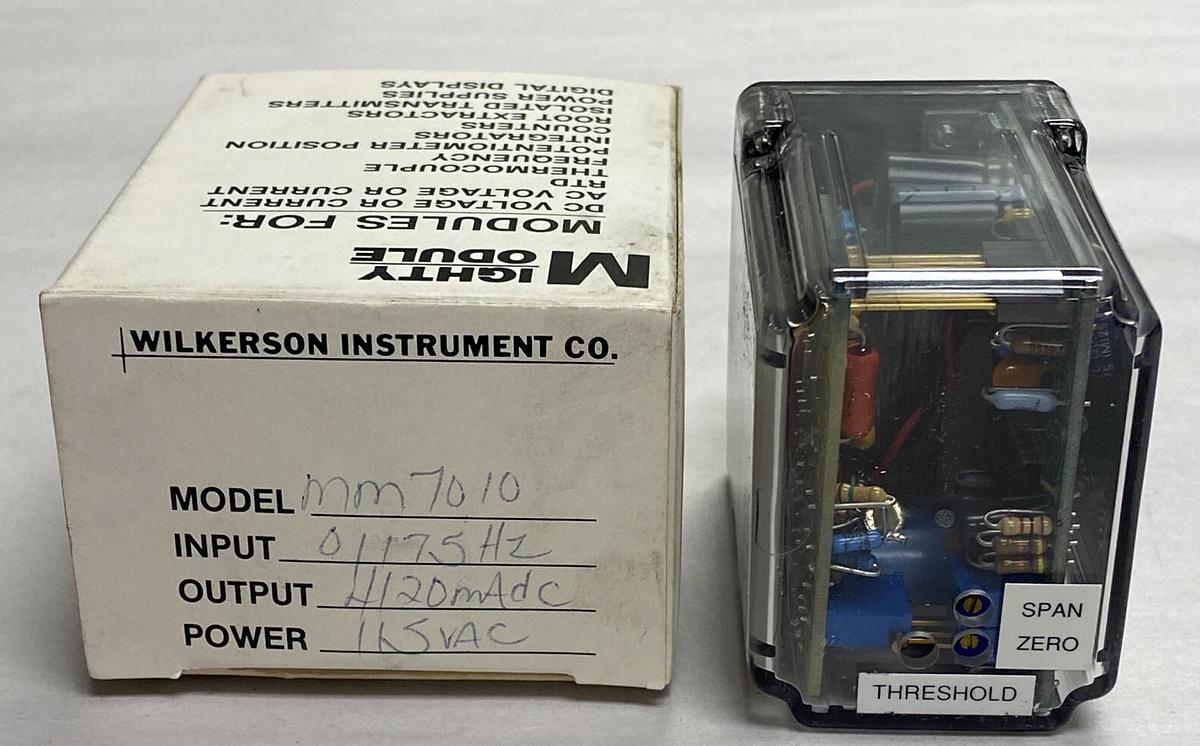 MIGHTY MODULE
MODULES FOR:
DC VOLTAGE OR CURRENT
AC VOLTAGE OR CURRENT
RTD
THERMOCOUPLE
FREQUENCY
POTENTIOMETER POSITION
INTEGRATORS
COUNTERS
ROOT EXTRACTORS
ISOLATED TRANSMITTERS
POWER SUPPLIES
DIGITAL DISPLAYS
WILKERSON INSTRUMENT CO.
MODEL MM7010
INPUT 0/175Hz
OUTPUT 4/20mAdc
POWER 115VAC
SPAN
ZERO
THRESHOLD